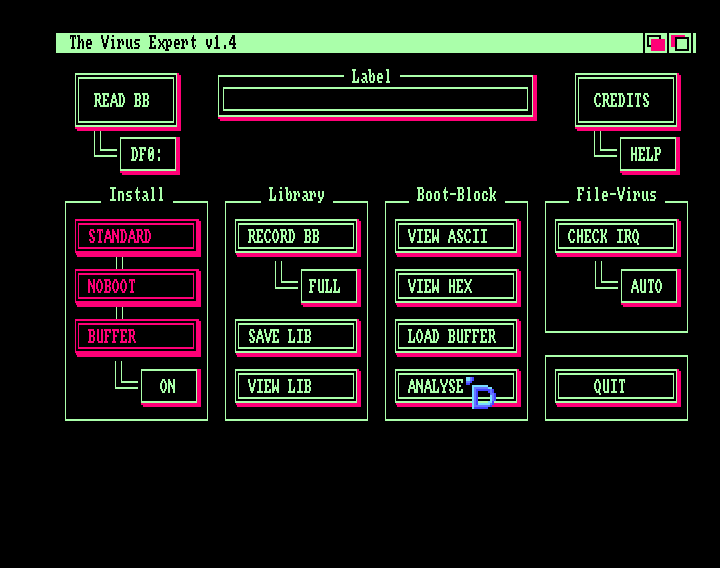 The Virus Expert v1.4
Label
READ BB
CREDITS
DF0:
HELP
Install
Library
Boot-Block
File-Virus
STANDARD
RECORD BB
VIEW ASCII
CHECK IRQ
NOBOOT
FULL
VIEW HEX
AUTO
BUFFER
SAVE LIB
LOAD BUFFER
ON
VIEW LIB
ANALYSE
QUIT